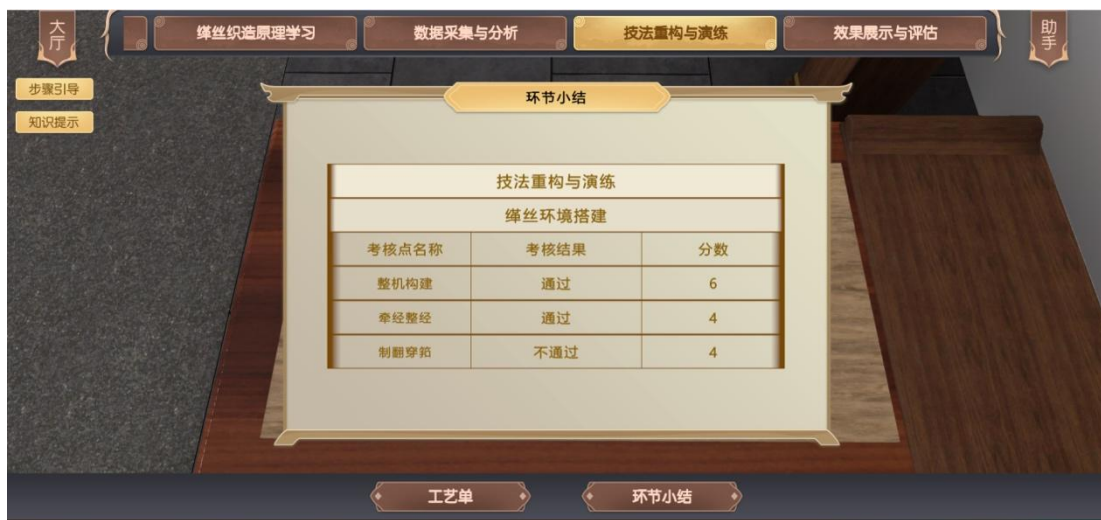 大厅
缂丝织造原理学习
数据采集与分析
技法重构与演练
效果展示与评估
助手
步骤引导
知识提示
环节小结
技法重构与演练
缂丝环境搭建
考核点名称 考核结果 分数
整机构建 通过 6
牵经整经 通过 4
制翻穿筘 不通过 4
工艺单
环节小结